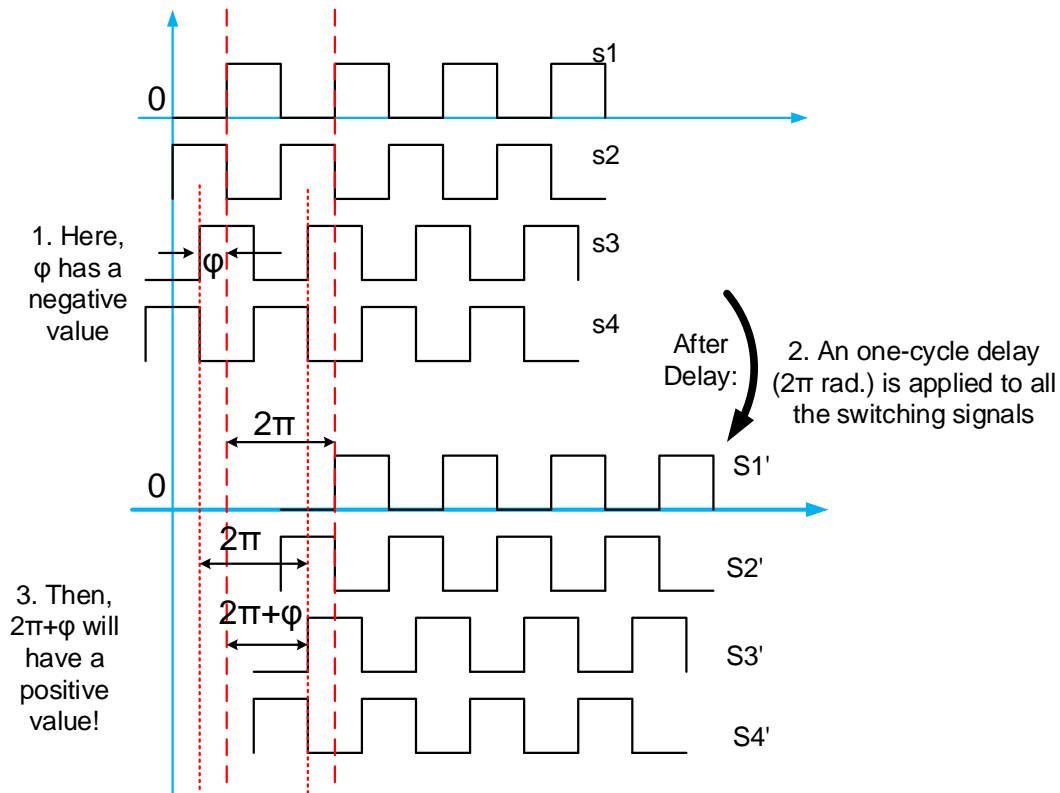 s1
0
s2
1. Here,
φ has a
negative
value
φ
s3
s4
After
Delay:
2. An one-cycle delay
(2π rad.) is applied to all
the switching signals
2π
S1'
0
2π
S2'
3. Then,
2π+φ will
have a
positive
value!
2π+φ
S3'
S4'